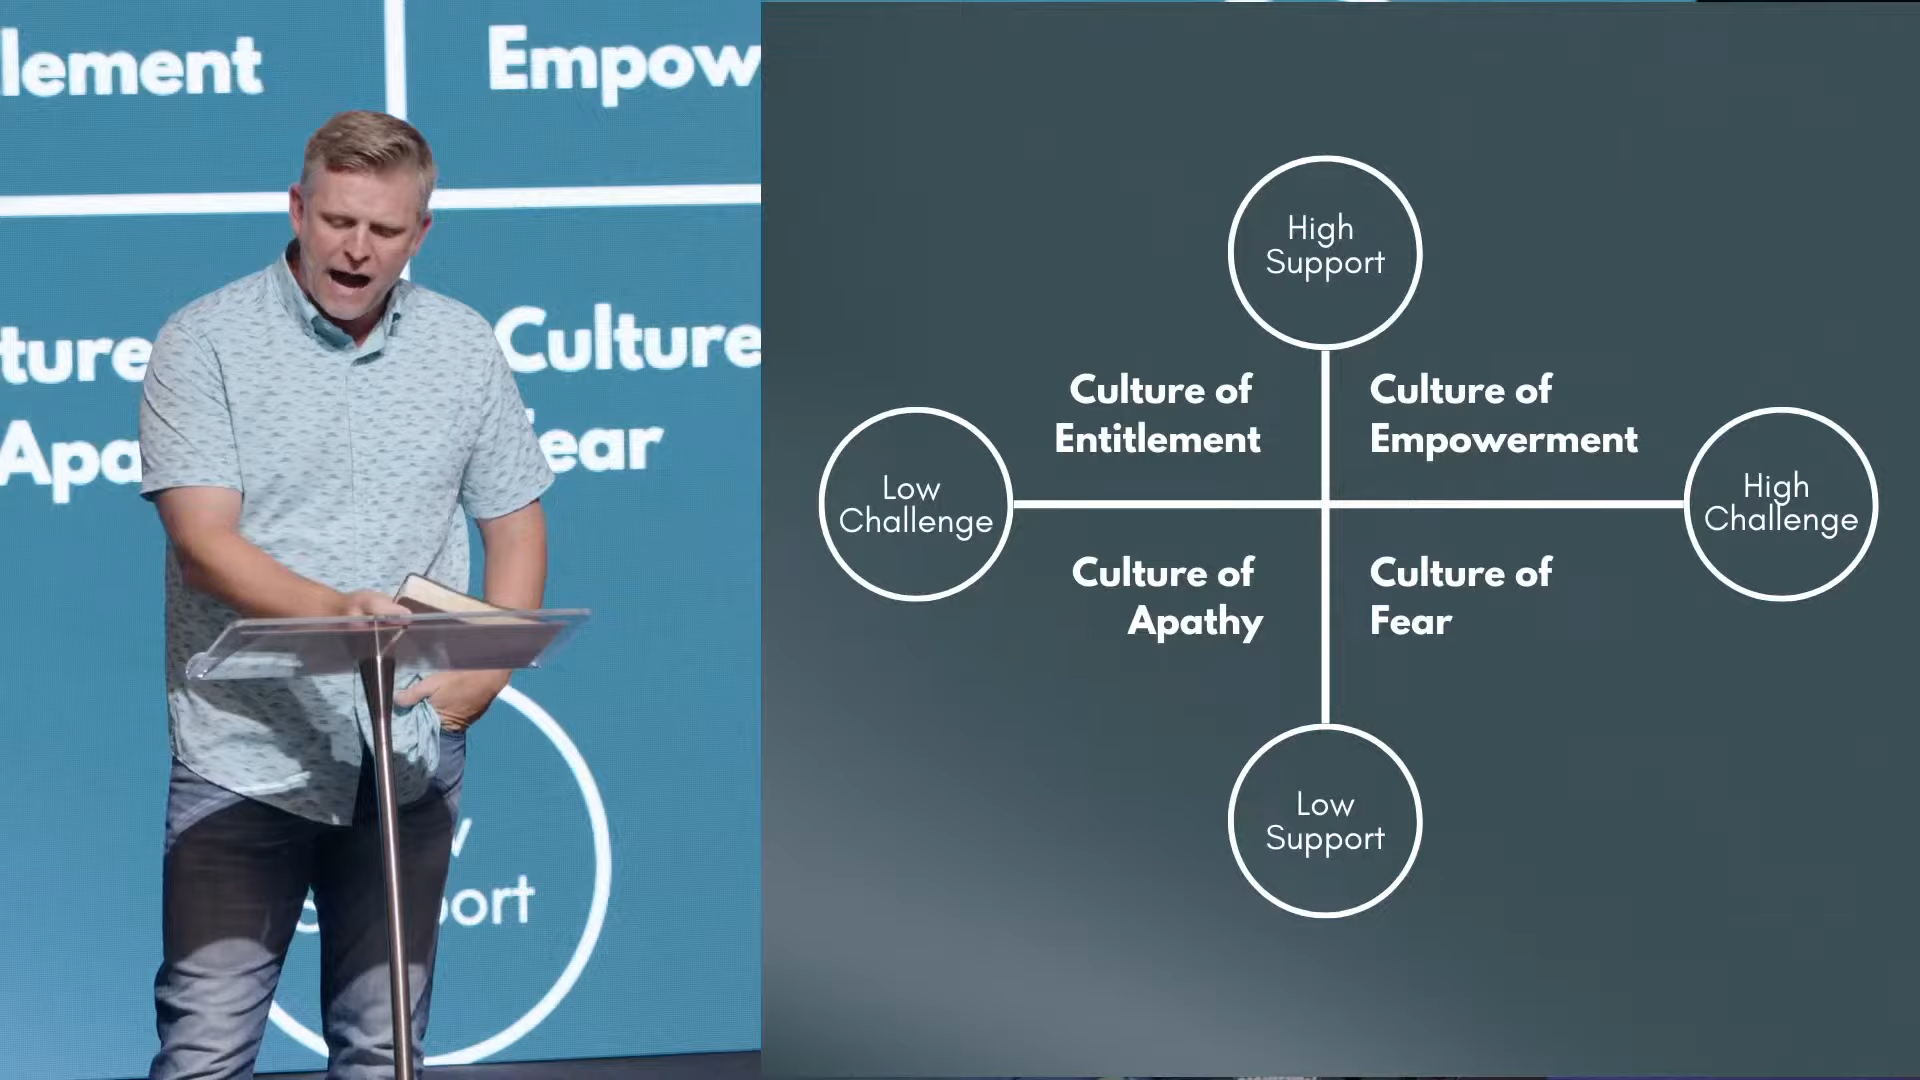 lement
Empow
ture
Culture
Apa
ear
ort
High
Support
Culture of
Entitlement
Culture of
Empowerment
Low
Challenge
High
Challenge
Culture of
Apathy
Culture of
Fear
Low
Support